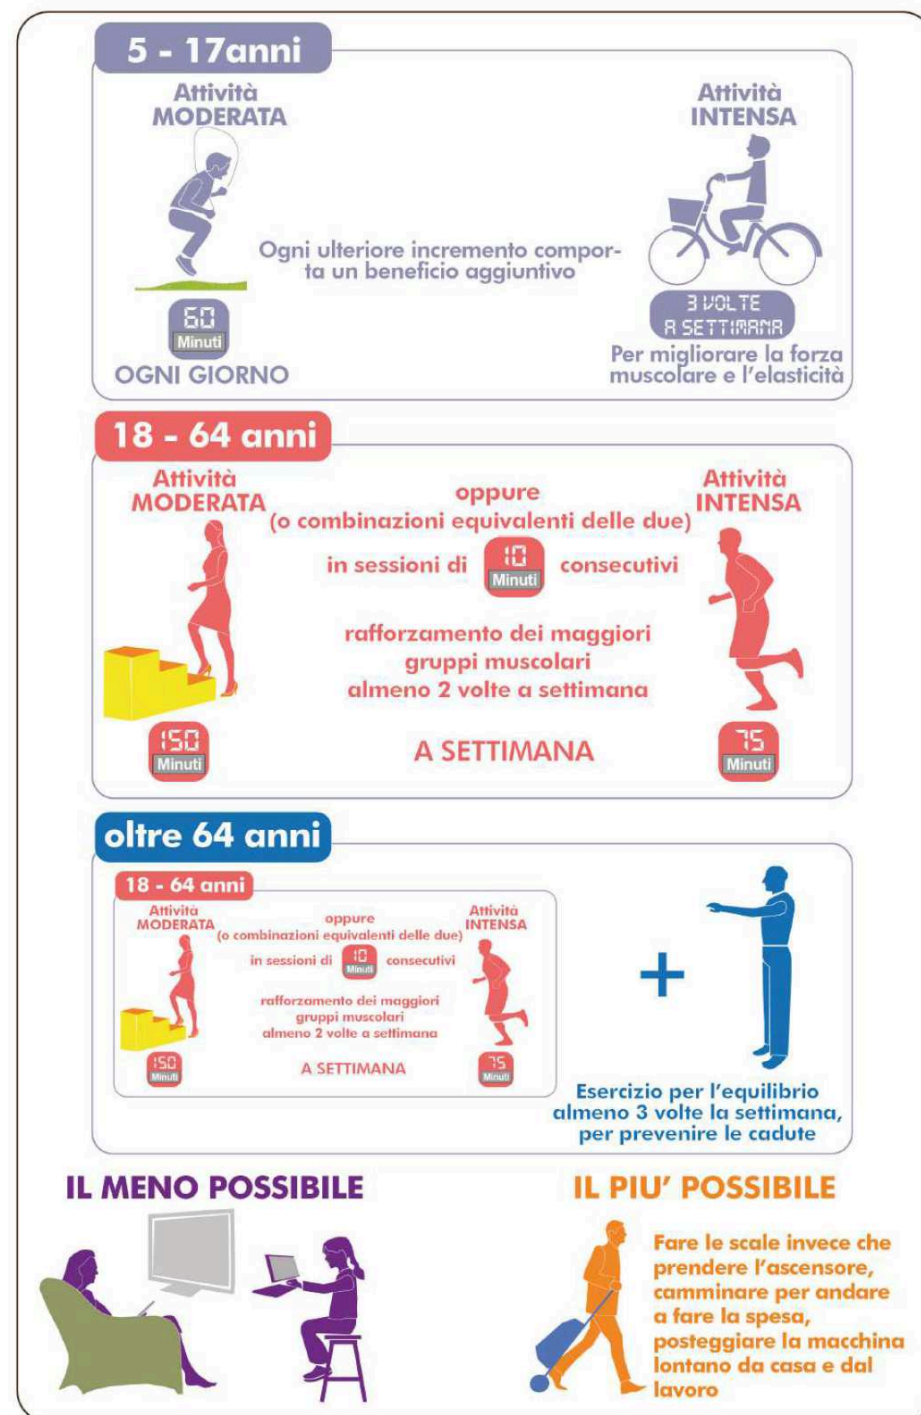 5 - 17anni
Attività
MODERATA
Attività
INTENSA
Ogni ulteriore incremento compor-
ta un beneficio aggiuntivo
60
Minuti
OGNI GIORNO
3 VOLTE
A SETTIMANA
Per migliorare la forza
muscolare e l'elasticità
18 - 64 anni
Attività
MODERATA
oppure
(o combinazioni equivalenti delle due)
in sessioni di 10 Minuti consecutivi
rafforzamento dei maggiori
gruppi muscolari
almeno 2 volte a settimana
Attività
INTENSA
150
Minuti
A SETTIMANA
75
Minuti
oltre 64 anni
18 - 64 anni
Attività
MODERATA
oppure
(o combinazioni equivalenti delle due)
in sessioni di 10 Minuti consecutivi
rafforzamento dei maggiori
gruppi muscolari
almeno 2 volte a settimana
Attività
INTENSA
150
Minuti
A SETTIMANA
75
Minuti
+
Esercizio per l'equilibrio
almeno 3 volte la settimana,
per prevenire le cadute
IL MENO POSSIBILE
IL PIU' POSSIBILE
Fare le scale invece che
prendere l'ascensore,
camminare per andare
a fare la spesa,
posteggiare la macchina
lontano da casa e dal
lavoro